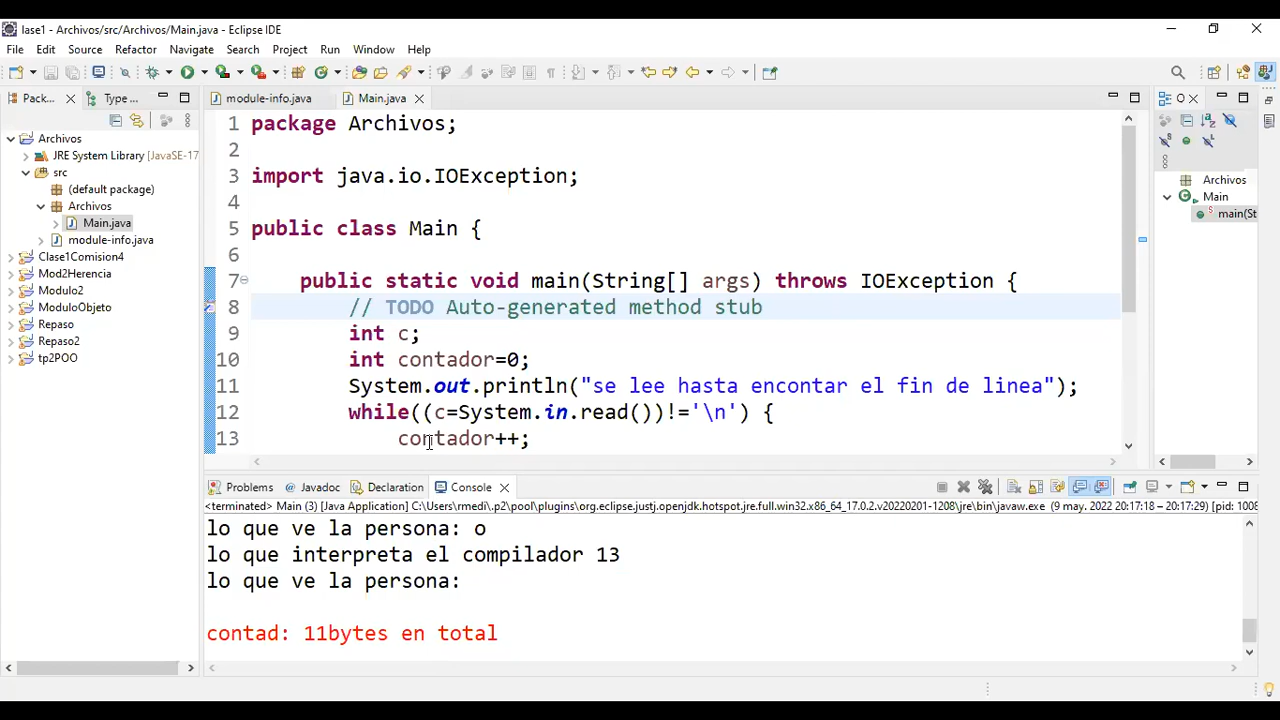 lase1 - Archivos/src/Archivos/Main.java - Eclipse IDE
File Edit Source Refactor Navigate Search Project Run Window Help
Pack... Type ... module-info.java Main.java
Archivos
JRE System Library [JavaSE-17
src
(default package)
Archivos
Main.java
module-info.java
Clase1Comision4
Mod2Herencia
Modulo2
ModuloObjeto
Repaso
Repaso2
tp2POO
1 package Archivos;
2
3 import java.io.IOException;
4
5 public class Main {
6
7 public static void main(String[] args) throws IOException {
8 // TODO Auto-generated method stub
9 int c;
10 int contador=0;
11 System.out.println("se lee hasta encontar el fin de linea");
12 while((c=System.in.read())!='\n') {
13 contador++;
O
Archivos
Main
main(St
Problems Javadoc Declaration Console
<terminated> Main (3) [Java Application] C:\Users\rmedi\.p2\pool\plugins\org.eclipse.justj.openjdk.hotspot.jre.full.win32.x86_64_17.0.2.v20220201-1208\jre\bin\javaw.exe (9 may. 2022 20:17:18 – 20:17:29) [pid: 1008
lo que ve la persona: o
lo que interpreta el compilador 13
lo que ve la persona:
contad: 11bytes en total